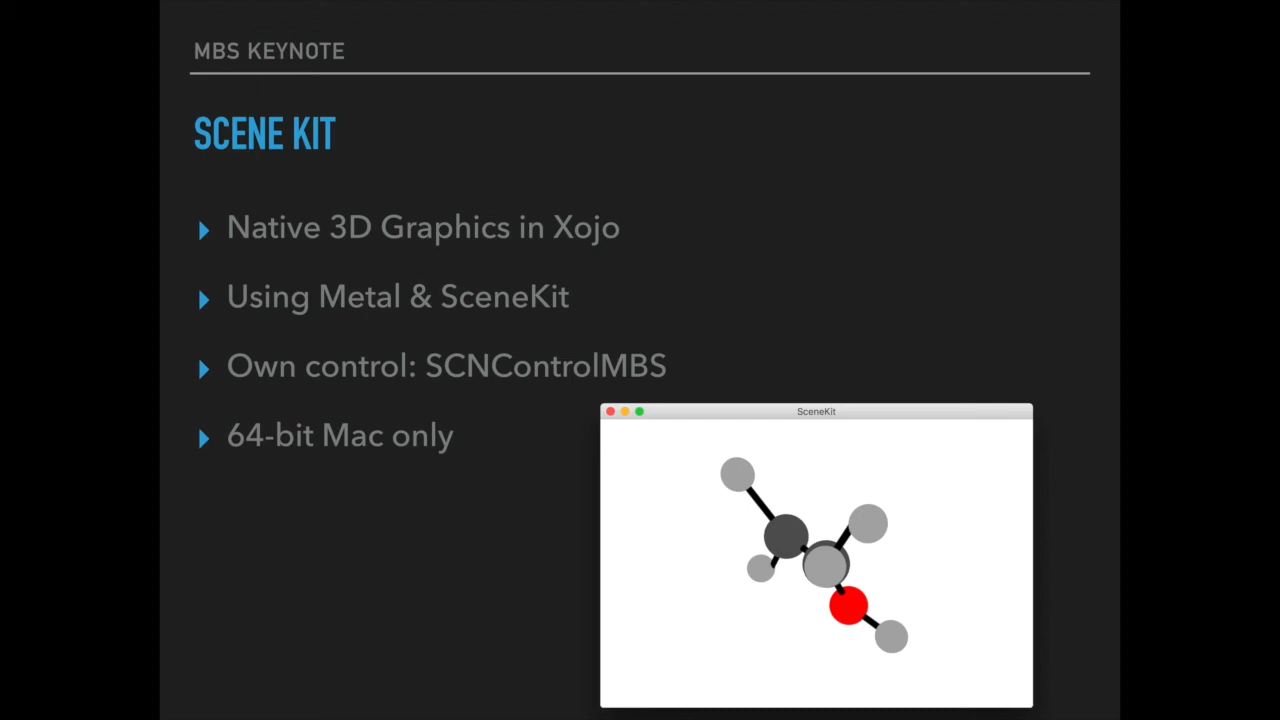 MBS KEYNOTE
SCENE KIT
Native 3D Graphics in Xojo
Using Metal & SceneKit
Own control: SCNControlMBS
64-bit Mac only
SceneKit